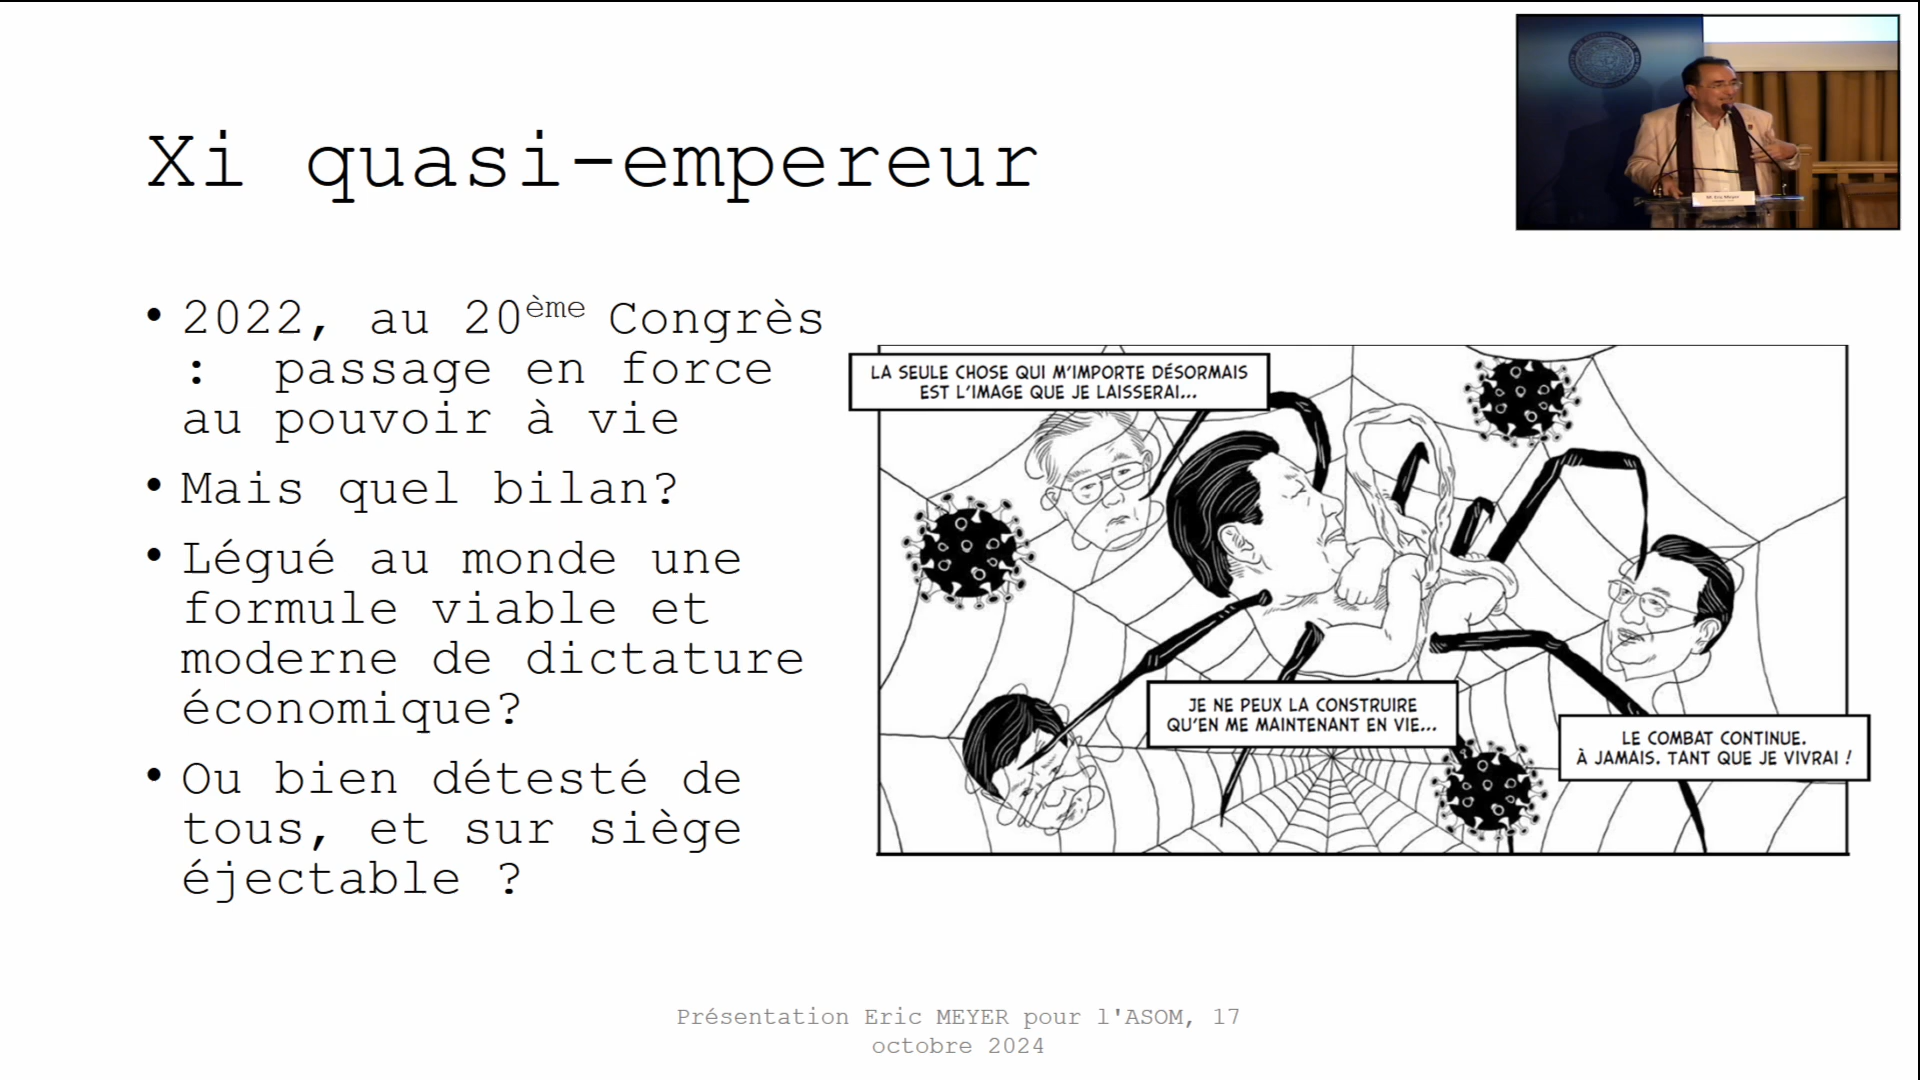 Xi quasi-empereur
• 2022, au 20ème Congrès
:  passage en force
au pouvoir à vie
• Mais quel bilan?
• Légué au monde une
formule viable et
moderne de dictature
économique?
• Ou bien détesté de
tous, et sur siège
éjectable ?
LA SEULE CHOSE QUI M'IMPORTE DÉSORMAIS
EST L'IMAGE QUE JE LAISSERAI...
JE NE PEUX LA CONSTRUIRE
QU'EN ME MAINTENANT EN VIE...
LE COMBAT CONTINUE.
À JAMAIS. TANT QUE JE VIVRAI !
M. Eric Meyer
Présentation Eric MEYER pour l'ASOM, 17
octobre 2024